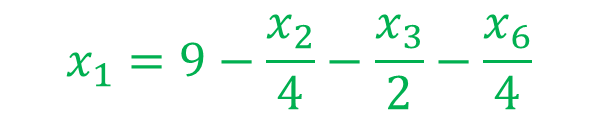 x₁ = 9 − x₂/4 − x₃/2 − x₆/4